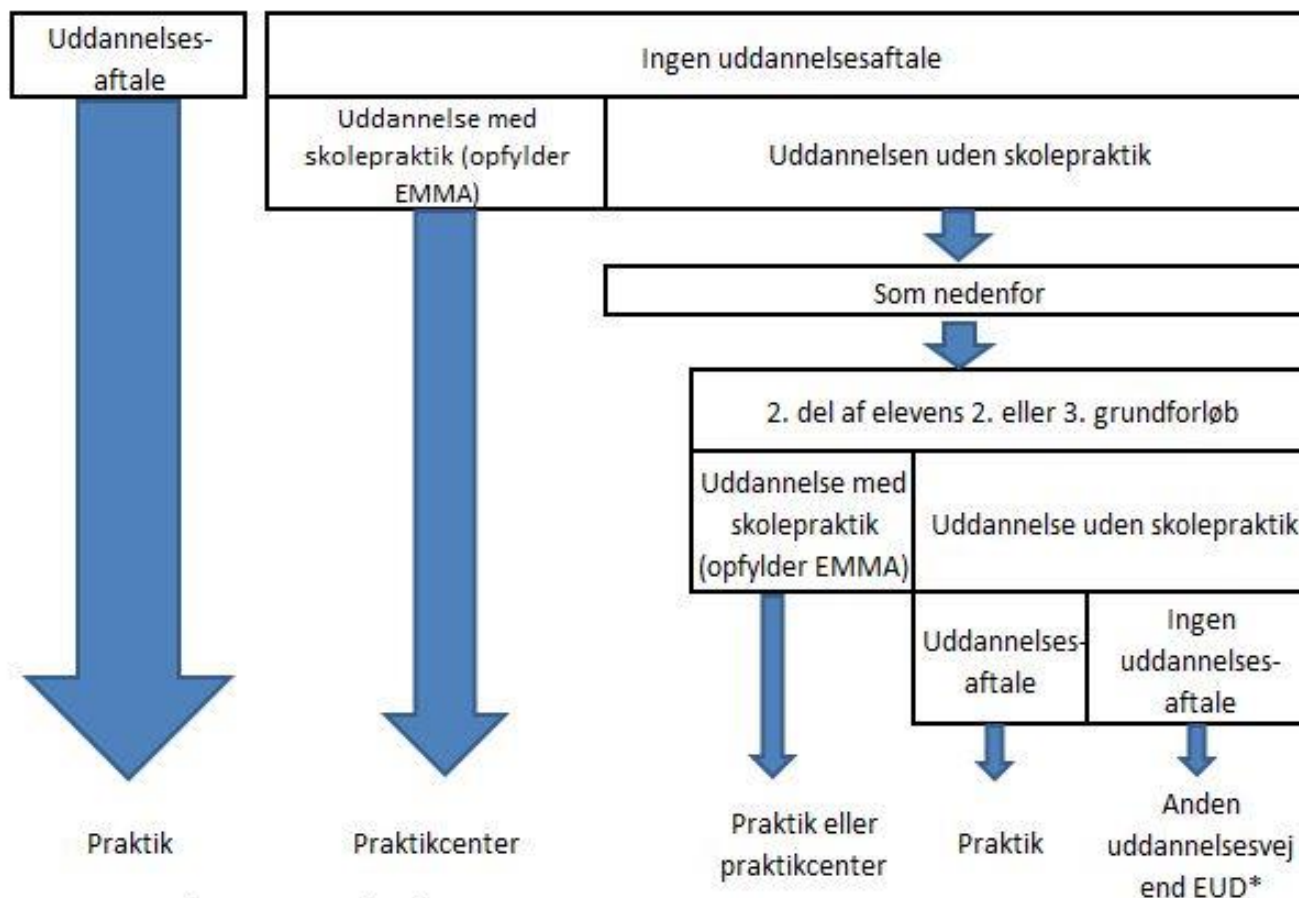 Uddannelses-
aftale
Ingen uddannelsesaftale
Uddannelse med
skolepraktik (opfylder
EMMA)
Uddannelsen uden skolepraktik
Som nedenfor
2. del af elevens 2. eller 3. grundforløb
Uddannelse med
skolepraktik
(opfylder EMMA)
Uddannelse uden skolepraktik
Uddannelses-
aftale
Ingen
uddannelses-
aftale
Praktik
Praktikcenter
Praktik eller
praktikcenter
Praktik
Anden
uddannelsesvej
end EUD*